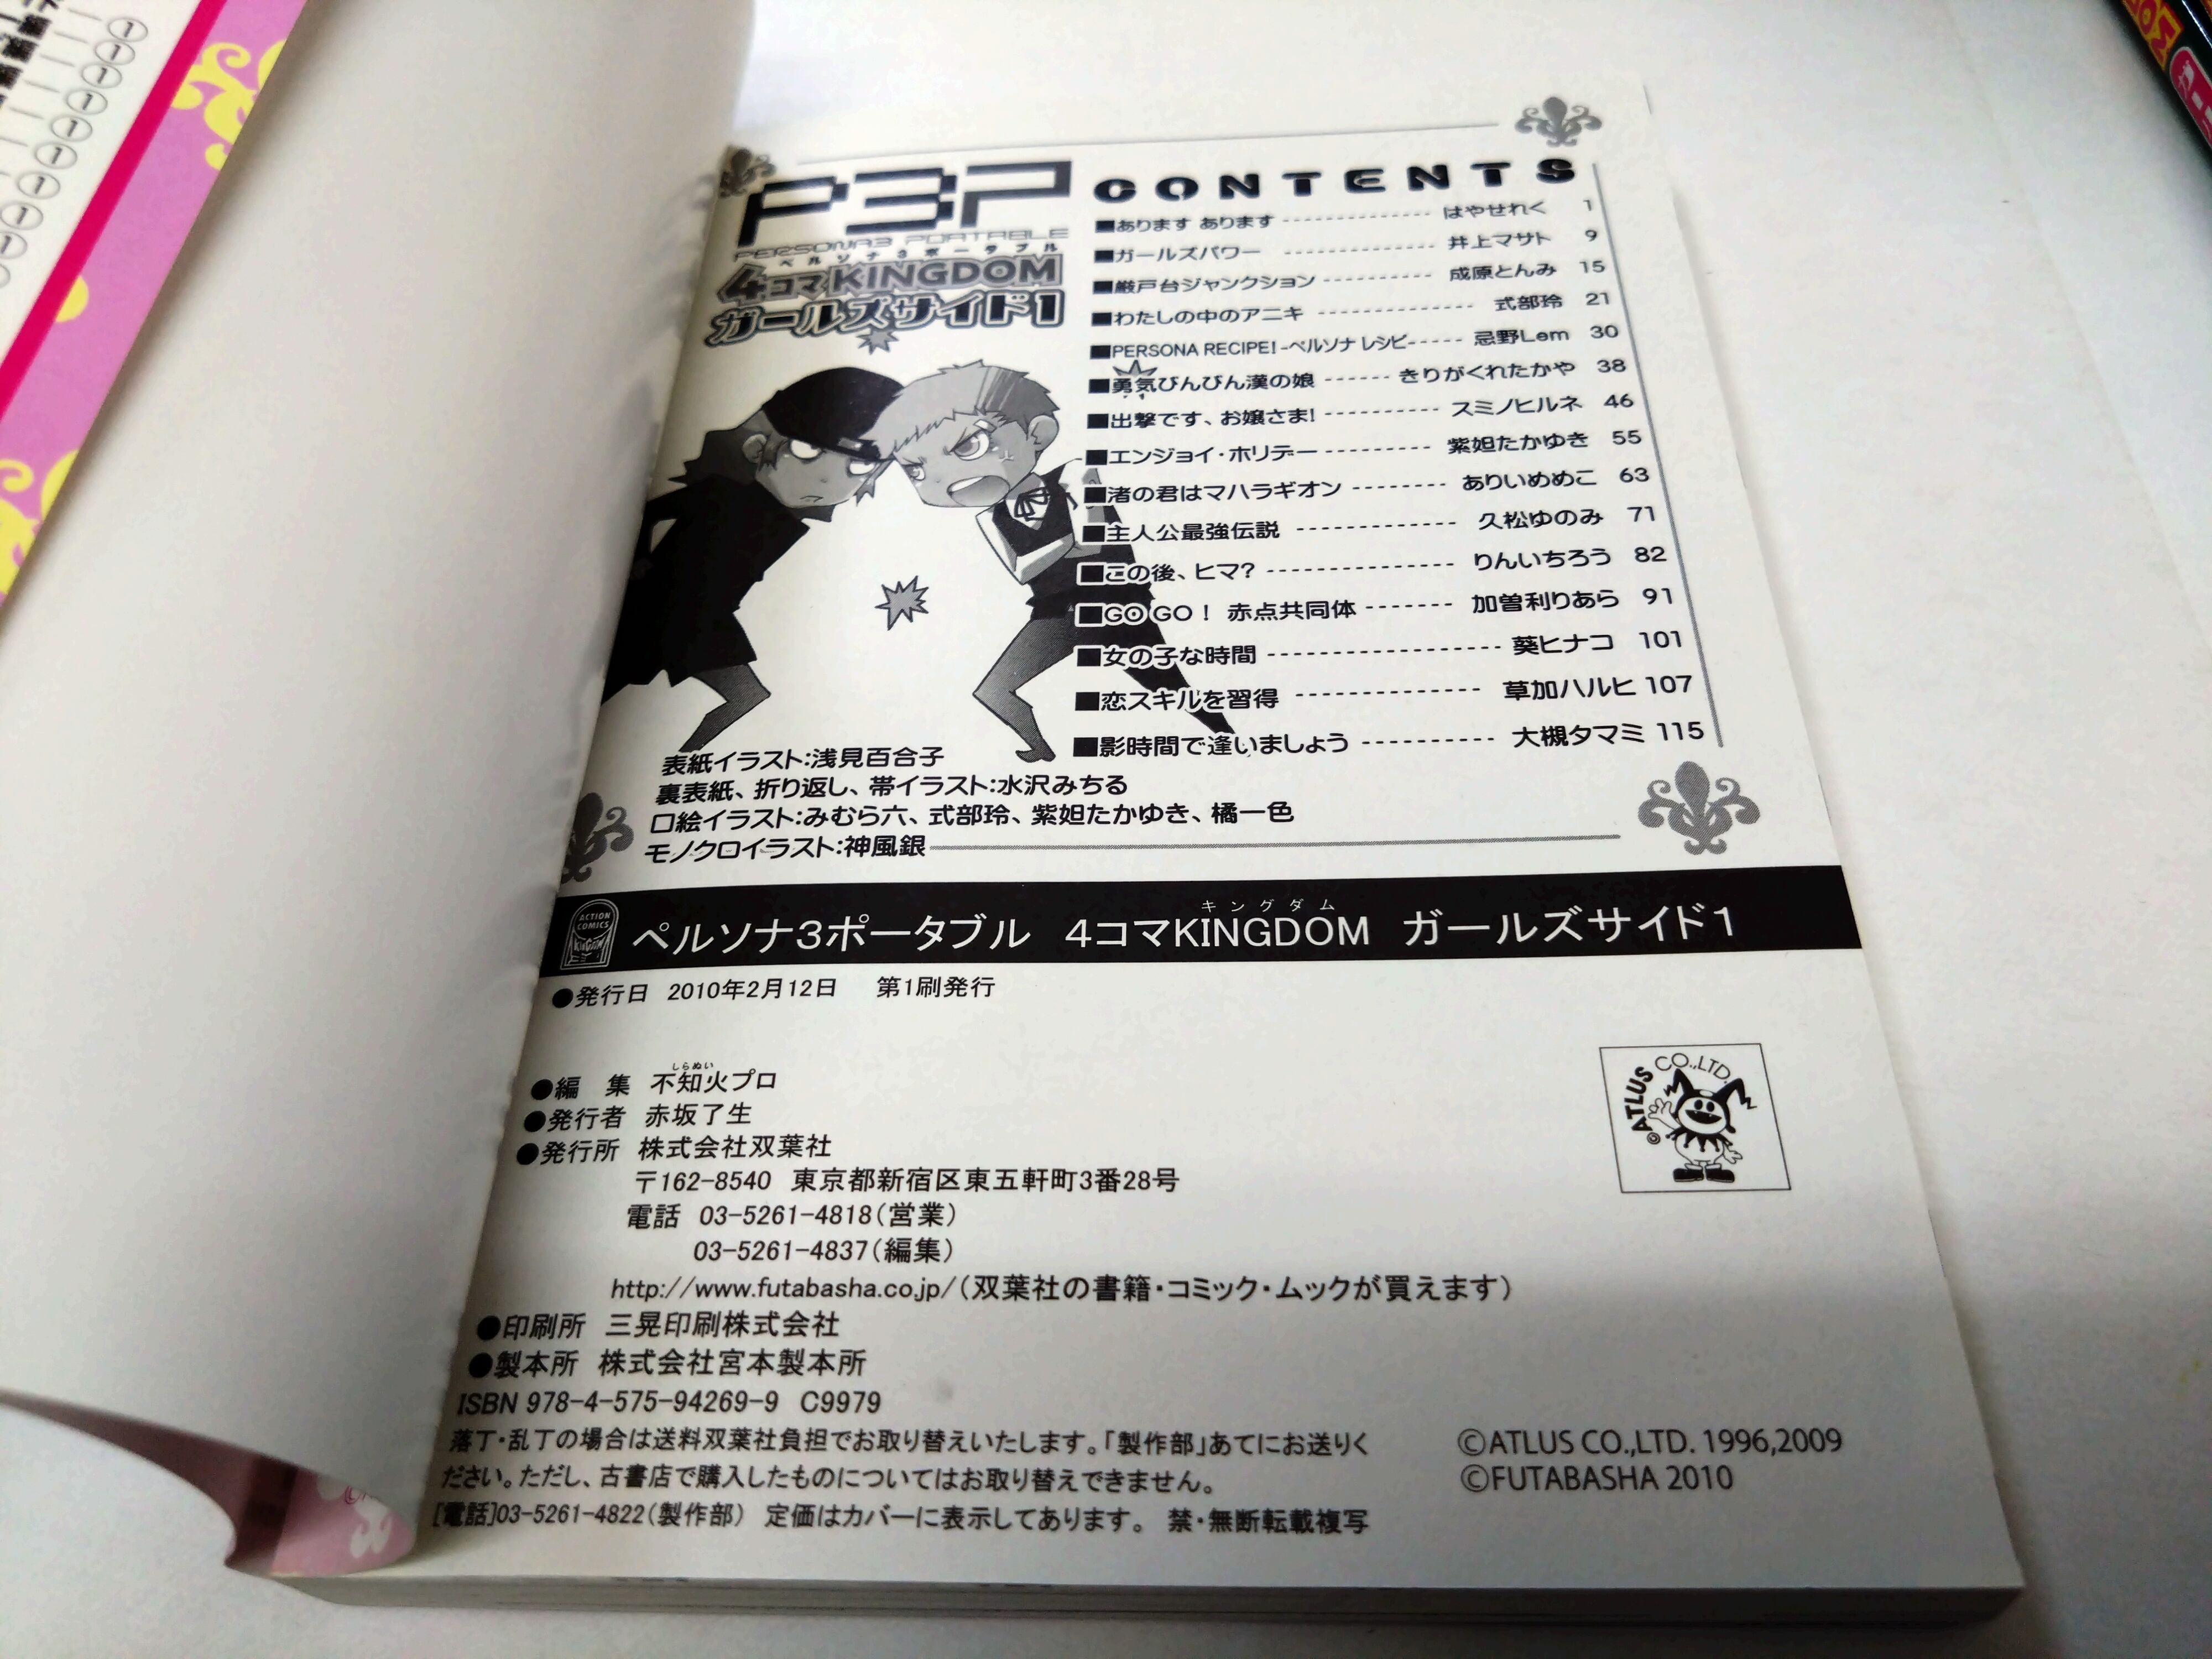 P3P
PERSONA3 PORTABLE
ペルソナ3ポータブル
4コマKINGDOM
ガールズサイド1
CONTENTS
■あります あります -------------- はやせれく 1
■ガールズパワー -------------- 井上マサト 9
■巌戸台ジャンクション ---------- 成原とんみ 15
■わたしの中のアニキ -------------- 式部玲 21
■PERSONA RECIPE!-ペルソナ レシピ----- 忌野Lem 30
■勇気びんびん漢の娘 ------ きりがくれたかや 38
■出撃です、お嬢さま! ---------- スミノヒルネ 46
■エンジョイ・ホリデー --------- 紫妲たかゆき 55
■渚の君はマハラギオン -------- ありいめめこ 63
■主人公最強伝説 -------------- 久松ゆのみ 71
■この後、ヒマ? ---------------- りんいちろう 82
■GO GO! 赤点共同体 ------- 加曽利りあら 91
■女の子な時間 ------------------ 葵ヒナコ 101
■恋スキルを習得 -------------- 草加ハルヒ 107
■影時間で逢いましょう ---------- 大槻タマミ 115
表紙イラスト:浅見百合子
裏表紙、折り返し、帯イラスト:水沢みちる
口絵イラスト:みむら六、式部玲、紫妲たかゆき、橘一色
モノクロイラスト:神風銀
ACTION
COMICS
KINGDOM
キングダム
ペルソナ3ポータブル 4コマKINGDOM ガールズサイド1
●発行日 2010年2月12日 第1刷発行
しらぬい
●編 集 不知火プロ
●発行者 赤坂了生
●発行所 株式会社双葉社
〒162-8540 東京都新宿区東五軒町3番28号
電話 03-5261-4818(営業)
03-5261-4837(編集)
http://www.futabasha.co.jp/(双葉社の書籍・コミック・ムックが買えます)
©ATLUS CO.,LTD.
●印刷所 三晃印刷株式会社
●製本所 株式会社宮本製本所
ISBN 978-4-575-94269-9 C9979
落丁・乱丁の場合は送料双葉社負担でお取り替えいたします。「製作部」あてにお送りく
ださい。ただし、古書店で購入したものについてはお取り替えできません。
[電話]03-5261-4822(製作部) 定価はカバーに表示してあります。 禁・無断転載複写
©ATLUS CO.,LTD. 1996,2009
©FUTABASHA 2010